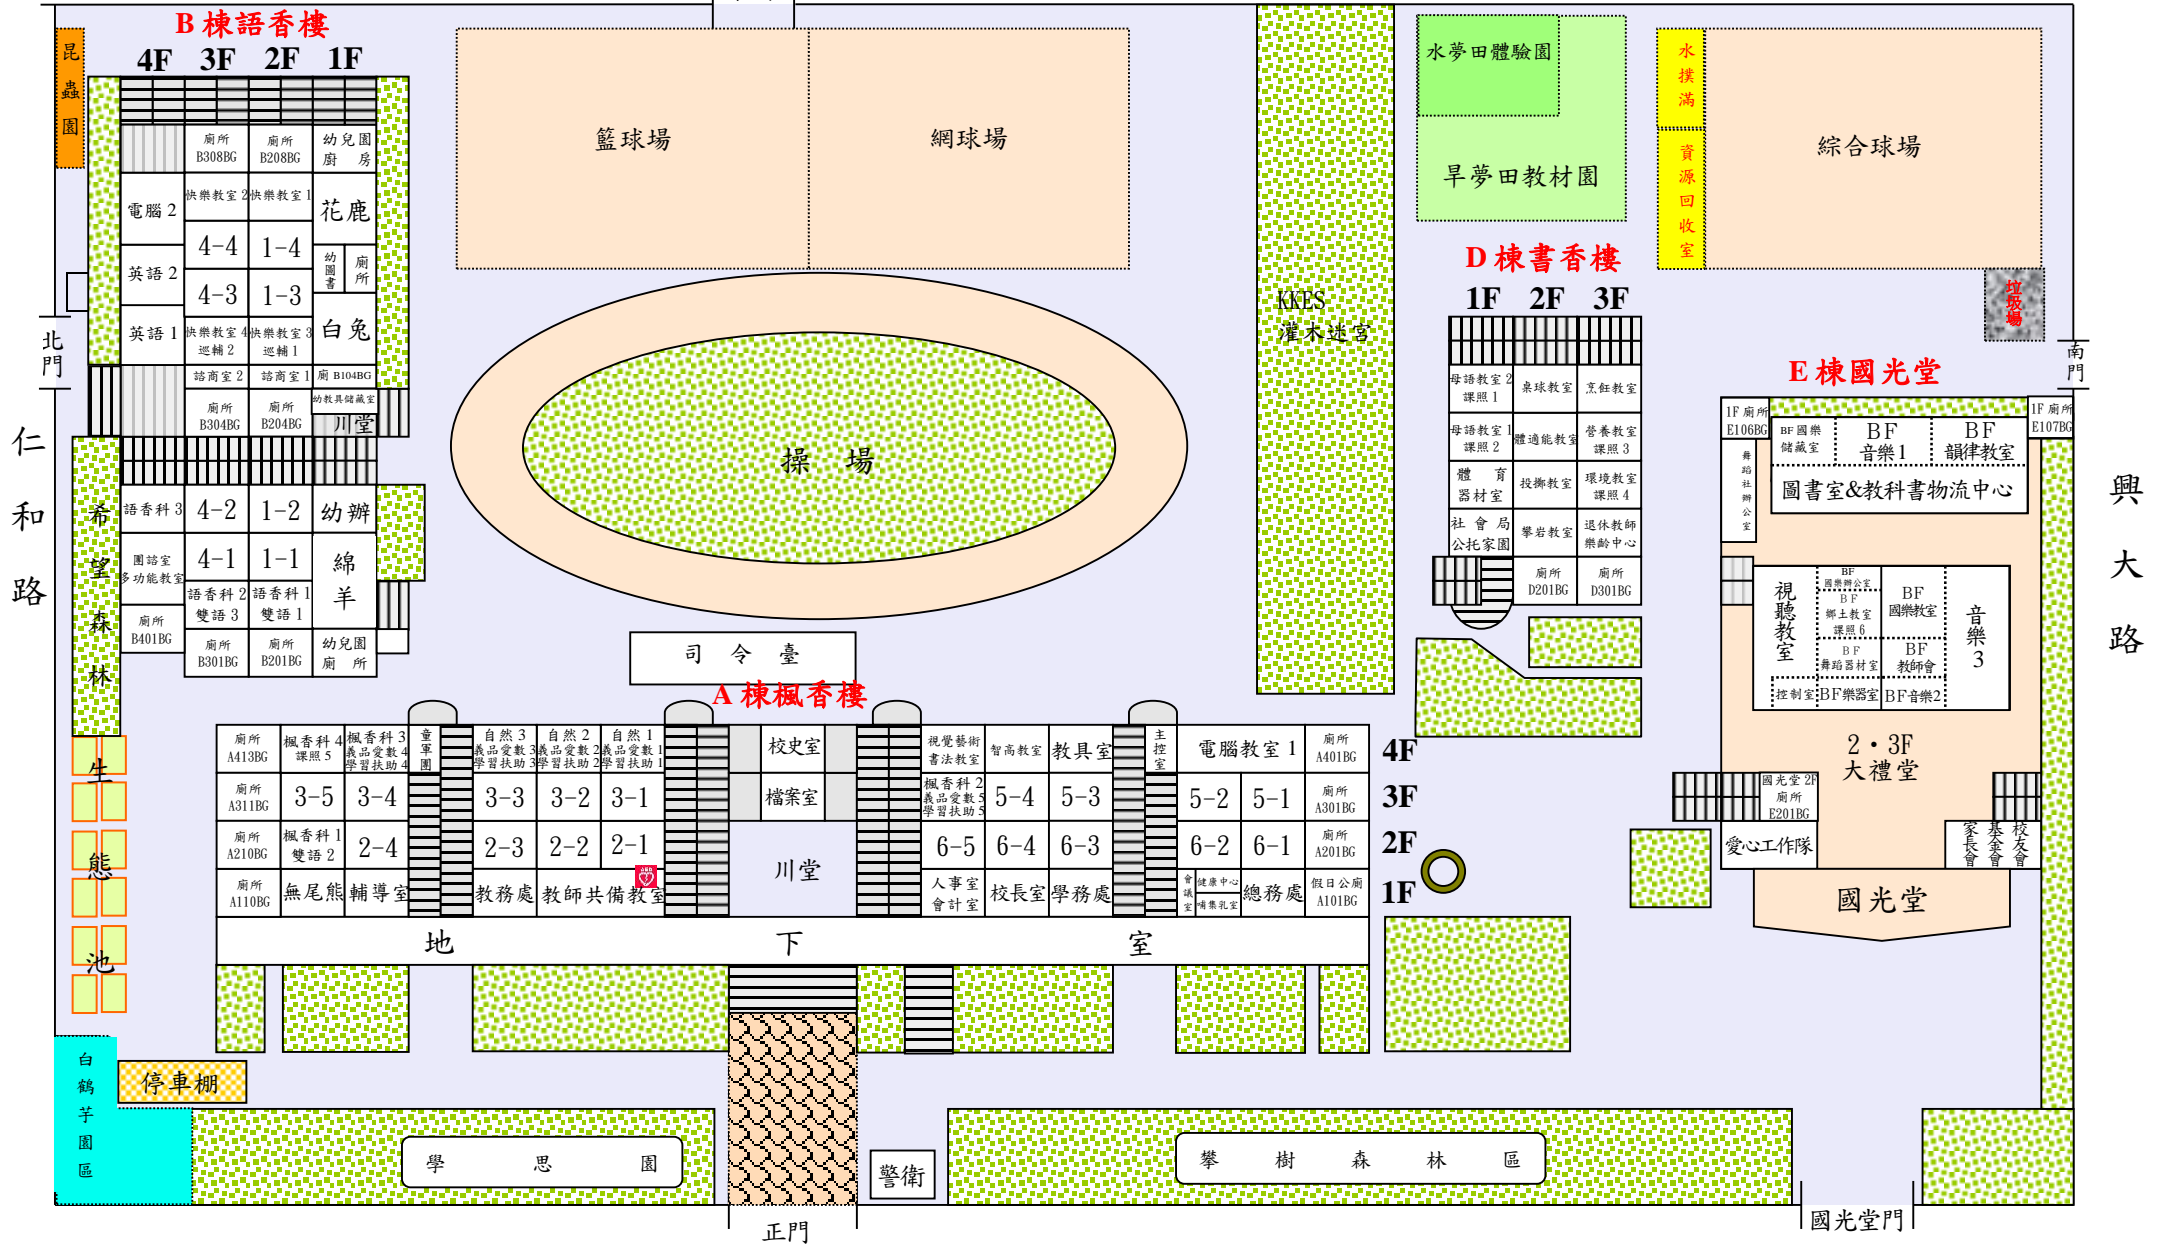 B 棟語香樓
4F 3F 2F 1F
昆蟲園
廁所 B308BG
廁所 B208BG
幼兒園廚 房
電腦 2
快樂教室 2
快樂教室 1
花鹿
4-4
1-4
英語 2
幼圖書
廁所
4-3
1-3
英語 1
快樂教室 4 巡輔 2
快樂教室 3 巡輔 1
白兔
諮商室 2
諮商室 1
廁 B104BG
幼教具儲藏室
廁所 B304BG
廁所 B204BG
川堂
語香科 3
4-2
1-2
幼辦
團諮室 多功能教室
4-1
1-1
綿羊
語香科 2 雙語 3
語香科 1 雙語 1
廁所 B401BG
廁所 B301BG
廁所 B201BG
幼兒園廁 所
北門
仁和路
希望森林
生態池
白鶴芋園區
停車棚
籃球場
網球場
操 場
司 令 臺
KKES
灌木迷宮
水夢田體驗園
旱夢田教材園
水撲滿
資源回收室
綜合球場
垃圾場
南門
興大路
D 棟書香樓
1F 2F 3F
母語教室 2 課照 1
桌球教室
烹飪教室
母語教室 1 課照 2
體適能教室
營養教室 課照 3
體 育 器材室
投擲教室
環境教室 課照 4
社 會 局 公托家園
攀岩教室
退休教師 樂齡中心
廁所 D201BG
廁所 D301BG
E 棟國光堂
1F 廁所 E106BG
BF 國樂 儲藏室
BF 音樂1
BF 韻律教室
1F 廁所 E107BG
舞蹈社辦公室
圖書室&教科書物流中心
視聽教室
BF 國樂辦公室
BF 鄉土教室 課照 6
BF 國樂教室
音樂3
BF 舞蹈器材室
BF 教師會
控制室
BF樂器室
BF音樂2
2・3F
大禮堂
國光堂 2F 廁所 E201BG
愛心工作隊
家長會
基金會
校友會
國光堂
A 棟楓香樓
廁所 A413BG
楓香科 4 課照 5
楓香科 3 義品愛數 4 學習扶助 4
童軍團
自然 3 義品愛數 3 學習扶助 3
自然 2 義品愛數 2 學習扶助 2
自然 1 義品愛數 1 學習扶助 1
校史室
視覺藝術 書法教室
智高教室
教具室
主控室
電腦教室 1
廁所 A401BG
4F
廁所 A311BG
3-5
3-4
3-3
3-2
3-1
檔案室
楓香科 2 義品愛數 5 學習扶助 5
5-4
5-3
5-2
5-1
廁所 A301BG
3F
廁所 A210BG
楓香科 1 雙語 2
2-4
2-3
2-2
2-1
川堂
6-5
6-4
6-3
6-2
6-1
廁所 A201BG
2F
廁所 A110BG
無尾熊
輔導室
教務處
教師共備教室
人事室 會計室
校長室
學務處
會議室
健康中心
哺集乳室
總務處
假日公廁 A101BG
1F
地 下 室
學 思 園
警衛
攀 樹 森 林 區
正門
國光堂門